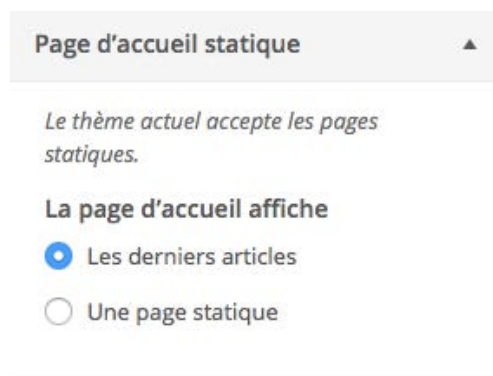 Page d’accueil statique
Le thème actuel accepte les pages
statiques.
La page d’accueil affiche
Les derniers articles
Une page statique